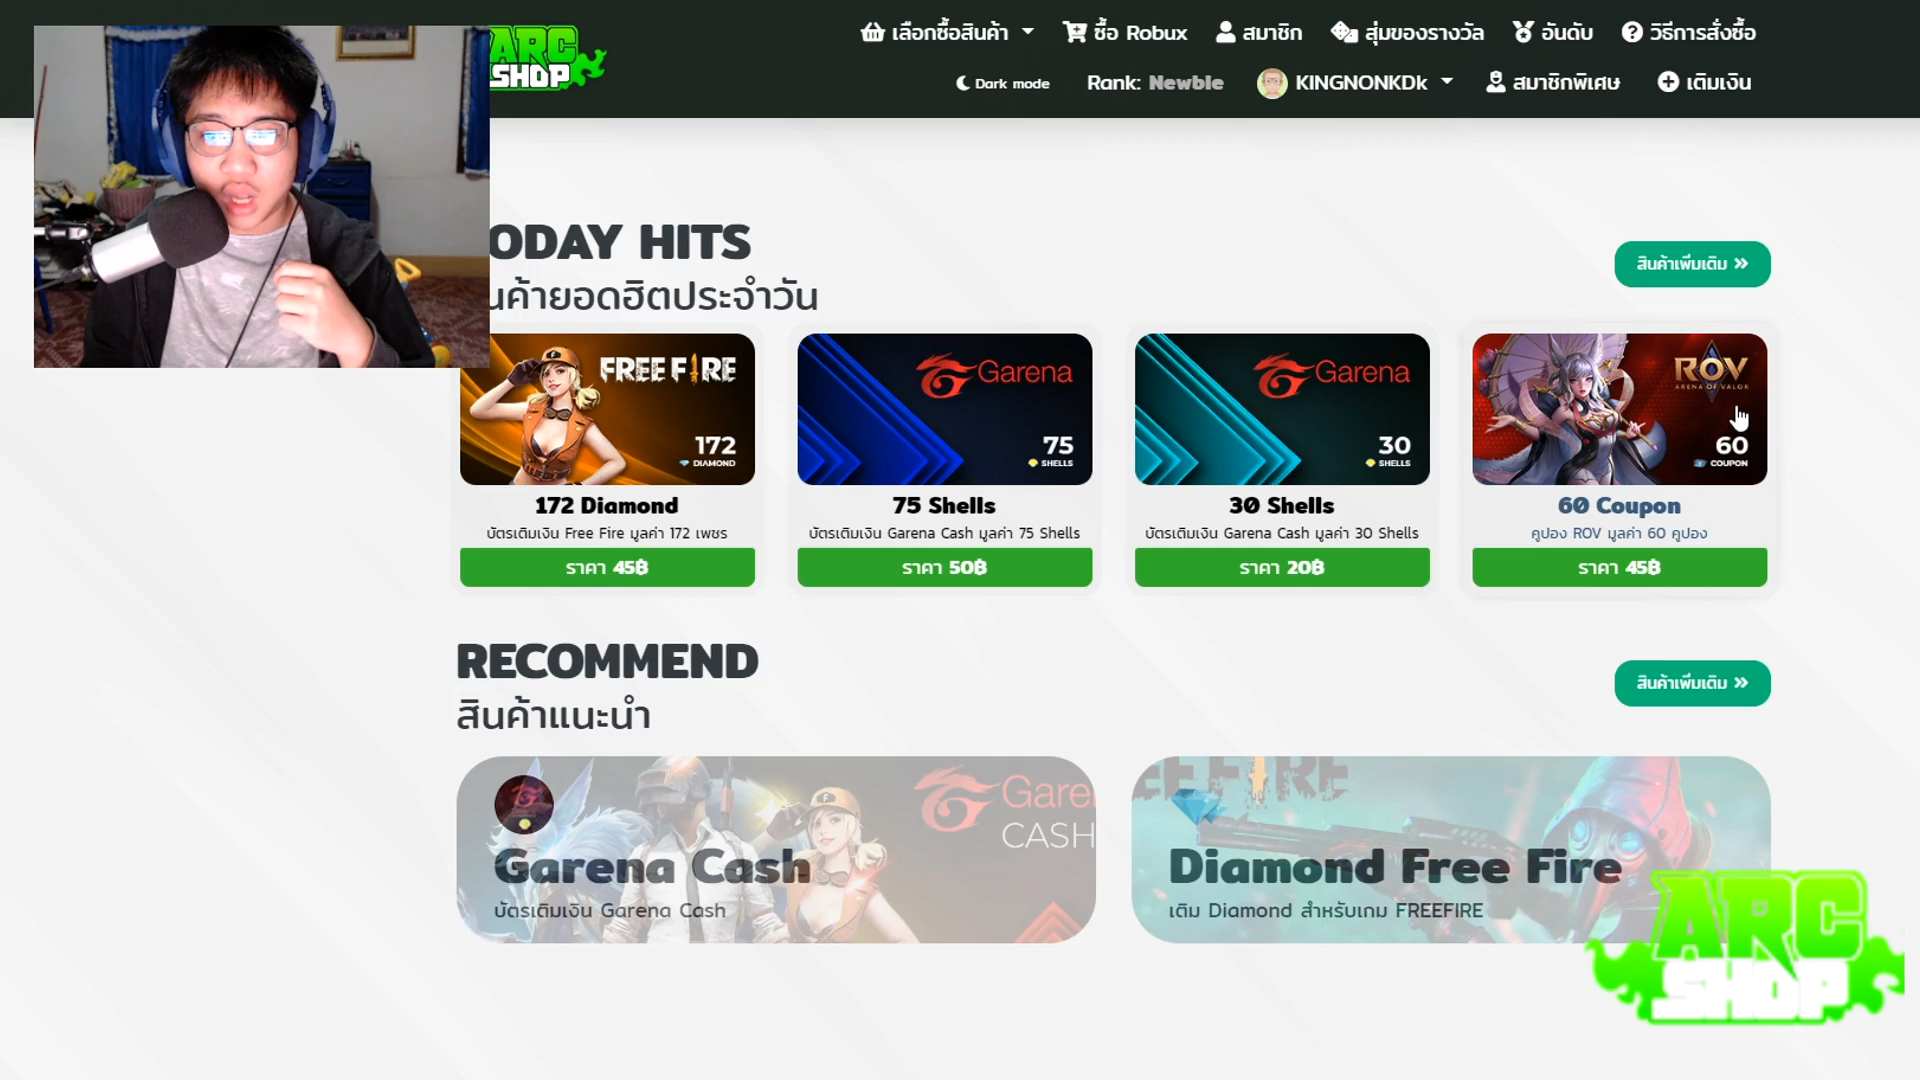 ARC
SHOP
เลือกซื้อสินค้า
ซื้อ Robux
สมาชิก
สุ่มของรางวัล
อันดับ
วิธีการสั่งซื้อ
Dark mode
Rank: Newbie
KINGNONKDk
สมาชิกพิเศษ
เติมเงิน
ODAY HITS
นค้ายอดฮิตประจำวัน
สินค้าเพิ่มเติม
FREE FIRE
172
DIAMOND
172 Diamond
บัตรเติมเงิน Free Fire มูลค่า 172 เพชร
ราคา 45฿
Garena
75
SHELLS
75 Shells
บัตรเติมเงิน Garena Cash มูลค่า 75 Shells
ราคา 50฿
Garena
30
SHELLS
30 Shells
บัตรเติมเงิน Garena Cash มูลค่า 30 Shells
ราคา 20฿
ROV
ARENA OF VALOR
60
COUPON
60 Coupon
คูปอง ROV มูลค่า 60 คูปอง
ราคา 45฿
RECOMMEND
สินค้าแนะนำ
สินค้าเพิ่มเติม
Garen
CASH
Garena Cash
บัตรเติมเงิน Garena Cash
EE FIRE
Diamond Free Fire
เติม Diamond สำหรับเกม FREEFIRE
ARC
SHOP